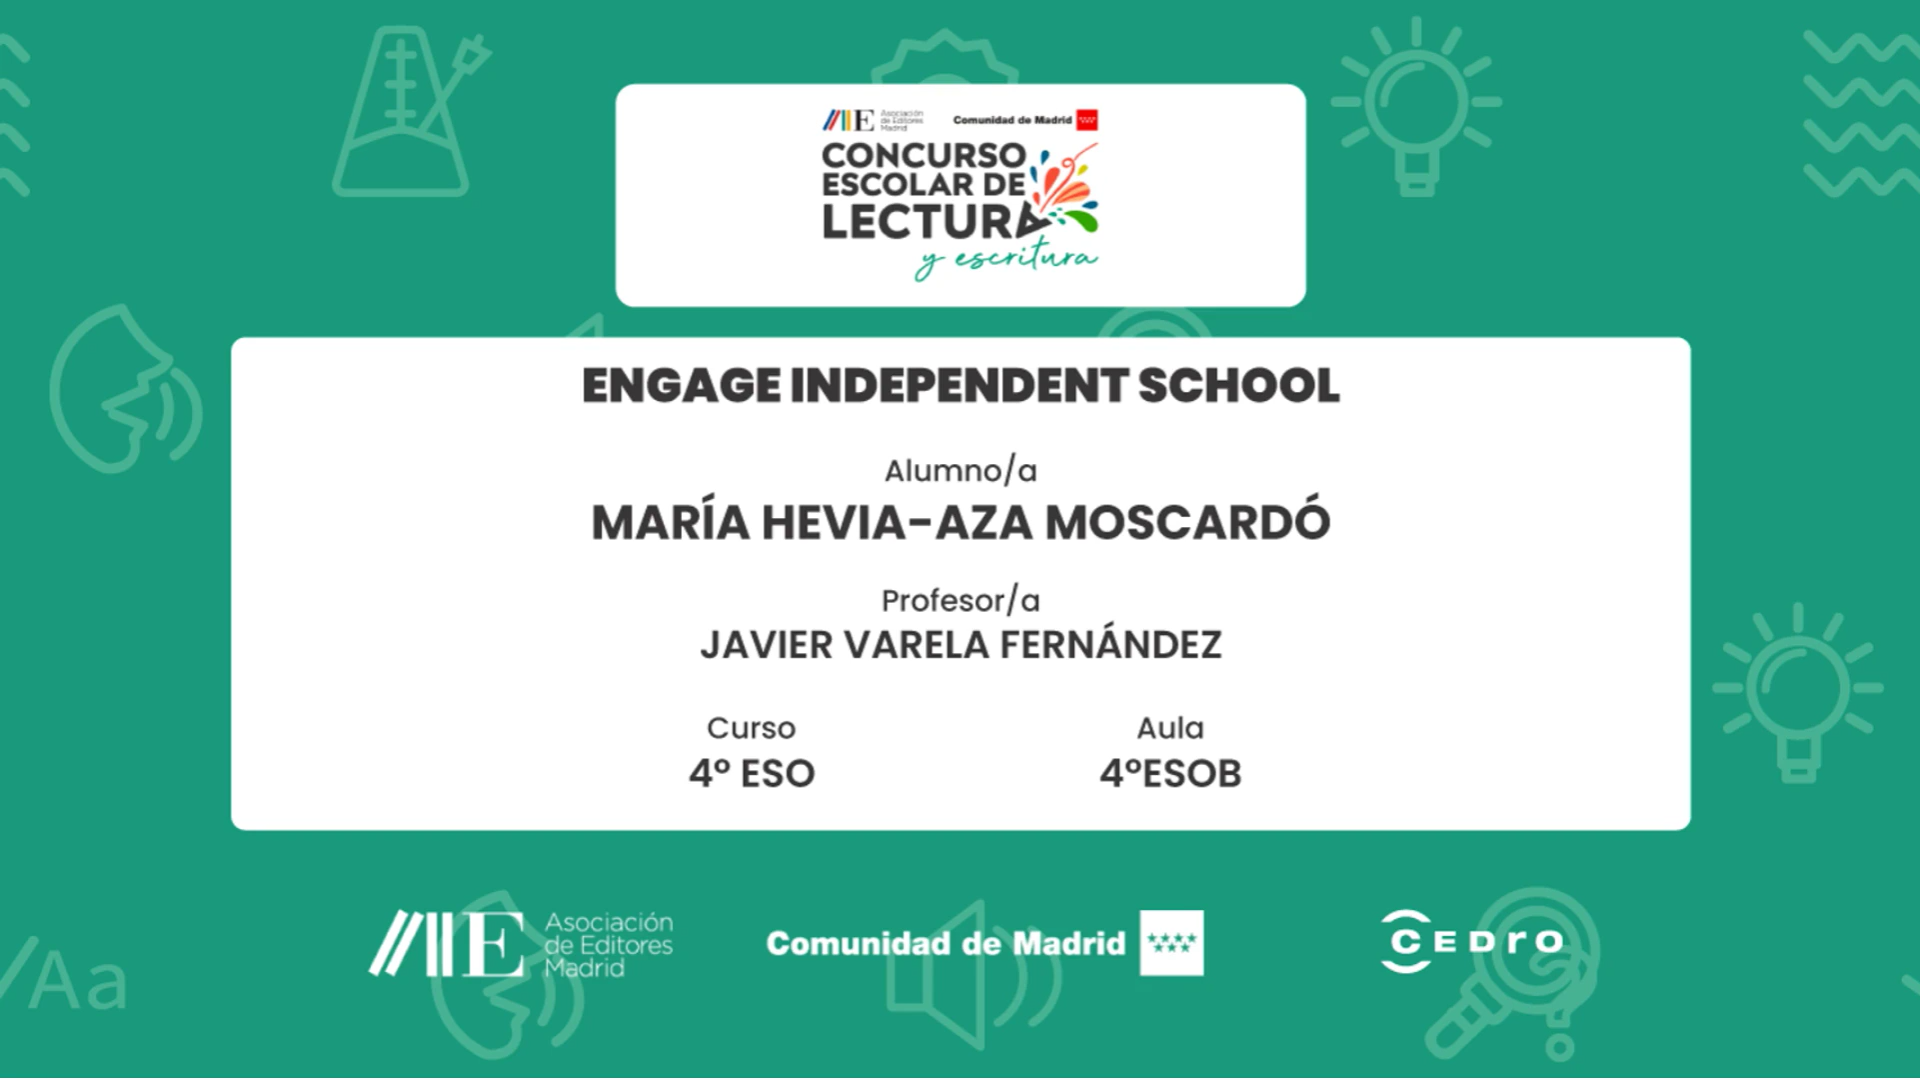 Asociación
de Editores
Madrid
Comunidad de Madrid
CONCURSO
ESCOLAR DE
LECTURA
y escritura
ENGAGE INDEPENDENT SCHOOL
Alumno/a
MARÍA HEVIA-AZA MOSCARDÓ
Profesor/a
JAVIER VARELA FERNÁNDEZ
Curso
4º ESO
Aula
4ºESOB
Aa
AE Asociación
de Editores
Madrid
Comunidad de Madrid
CEDro